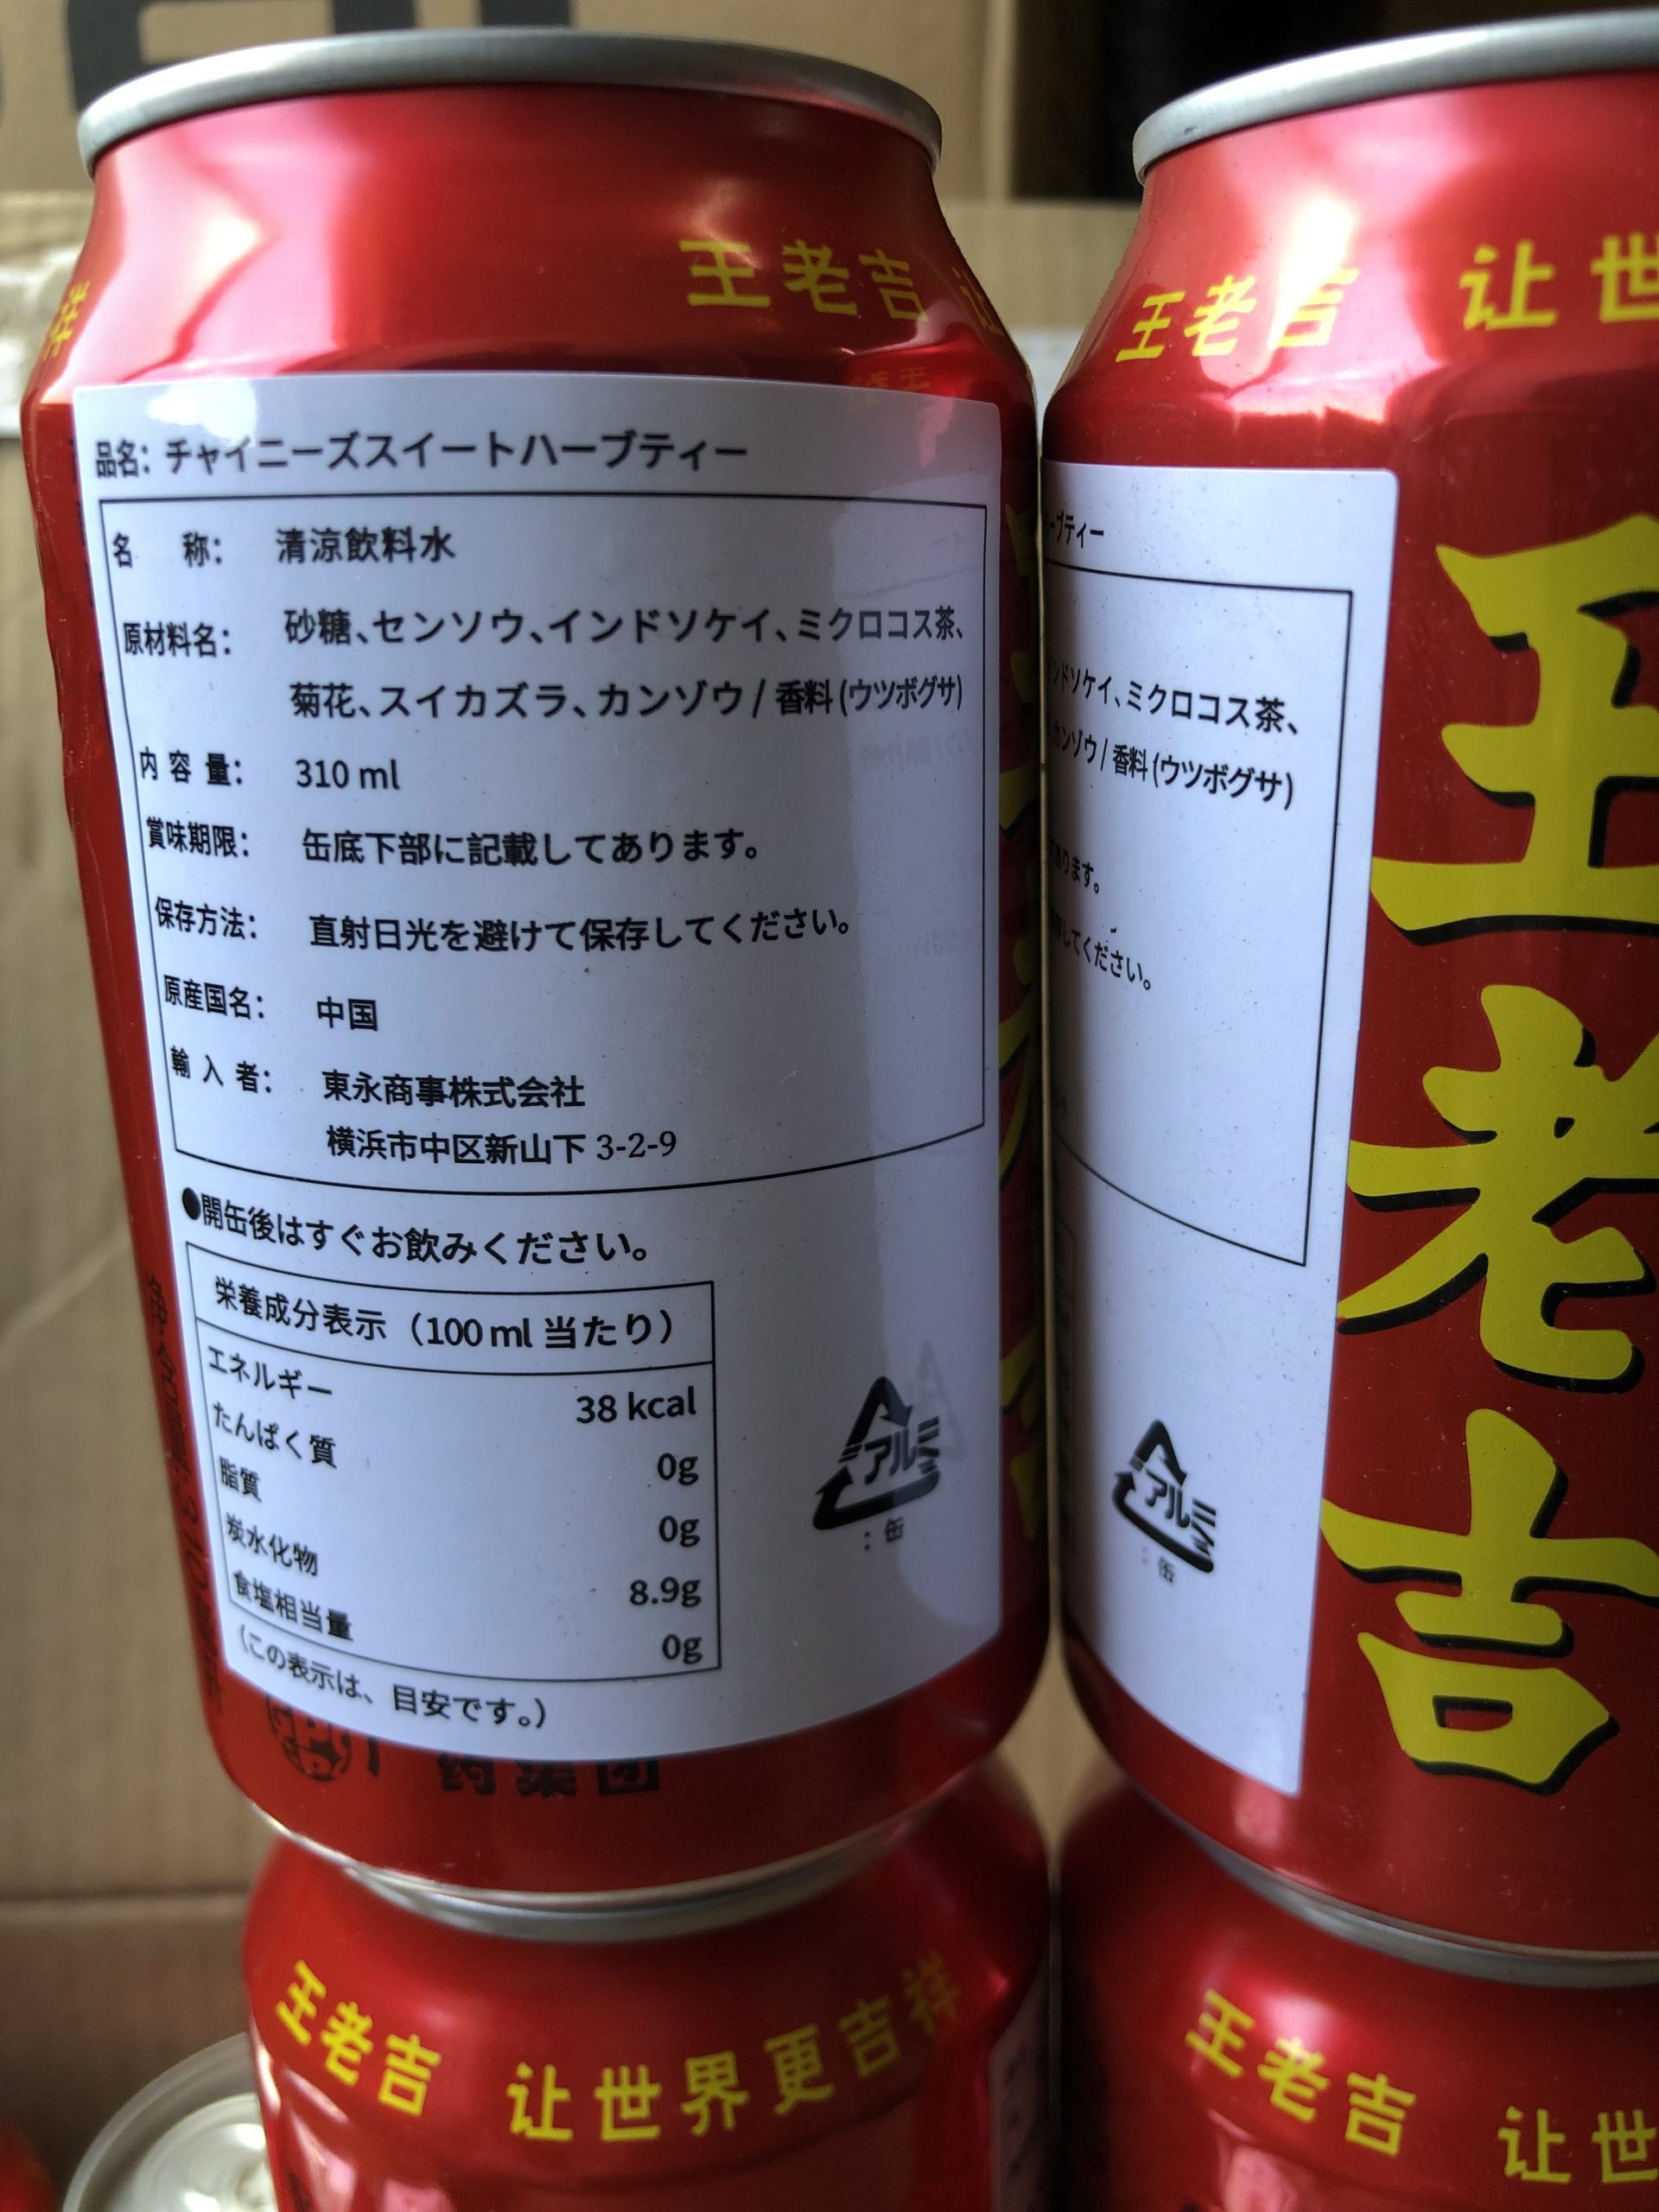 王老吉
品名：チャイニーズスイートハーブティー
名 称： 清涼飲料水
原材料名： 砂糖、センソウ、インドソケイ、ミクロコス茶、
菊花、スイカズラ、カンゾウ / 香料 (ウツボグサ)
内 容 量： 310 ml
賞味期限： 缶底下部に記載してあります。
保存方法： 直射日光を避けて保存してください。
原産国名： 中国
輸 入 者： 東永商事株式会社
横浜市中区新山下 3-2-9
●開缶後はすぐお飲みください。
栄養成分表示（100 ml 当たり）
エネルギー 38 kcal
たんぱく質 0g
脂質 0g
炭水化物 8.9g
食塩相当量 0g
（この表示は、目安です。）
アルミ
：缶
药集团
王老吉 让世
ーブティー
ンドソケイ、ミクロコス茶、
カンゾウ / 香料 (ウツボグサ)
あります。
してください。
アルミ
：缶
王老吉
王老吉 让世界更吉祥
王老吉 让世